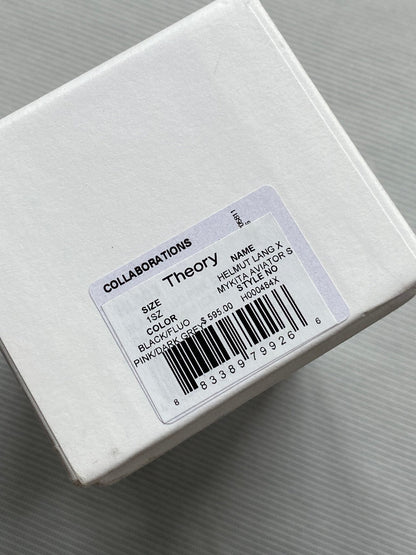 COLLABORATIONS
Theory
SIZE
1SZ
COLOR
BLACK/FLUO
PINK/DARK GREY
NAME
HELMUT LANG X
MYKITA AVIATOR S
STYLE NO
H000484X
$ 595.00
8 83389 79926 6